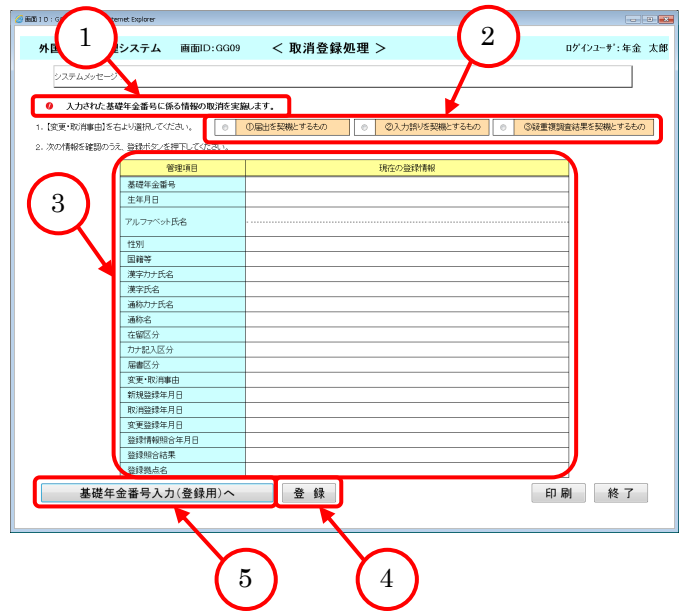 画面ID:G
ternet Explorer
1
2
外
システム 画面ID:GG09 < 取消登録処理 > ログインユーザ:年金 太郎
システムメッセージ
入力された基礎年金番号に係る情報の取消を実施します。
1.【変更・取消事由】を右より選択してください。 ①届出を契機とするもの ②入力誤りを契機とするもの ③疑重複調査結果を契機とするもの
2.次の情報を確認のうえ、登録ボタンを押下してください。
管理項目 現在の登録情報
基礎年金番号
生年月日
3
アルファベット氏名
性別
国籍等
漢字カナ氏名
漢字氏名
通称カナ氏名
通称名
在留区分
カナ記入区分
届書区分
変更・取消事由
新規登録年月日
取消登録年月日
変更登録年月日
登録情報照合年月日
登録照合結果
登録拠点名
基礎年金番号入力(登録用)へ 登 録 印 刷 終 了
5
4